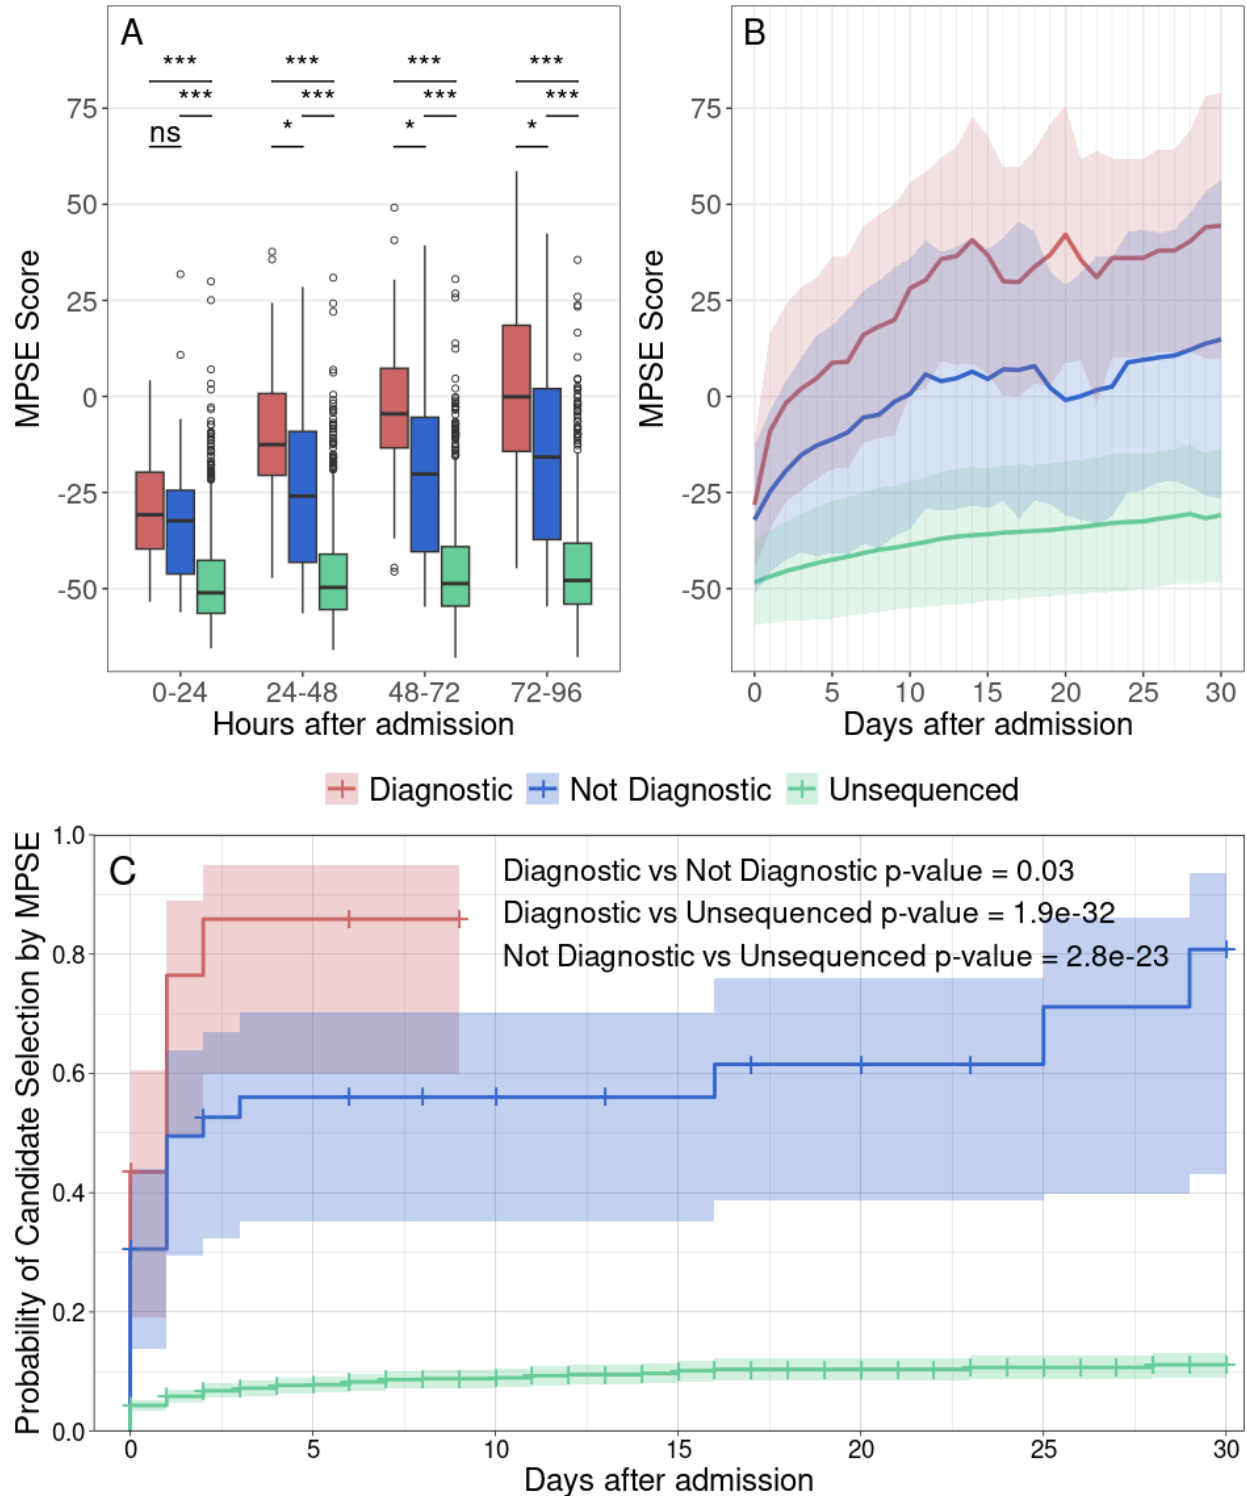 A
***
***
***
***
***
***
***
***
ns
*
*
*
MPSE Score
75
50
25
0
-25
-50
0-24
24-48
48-72
72-96
Hours after admission
B
MPSE Score
75
50
25
0
-25
-50
0
5
10
15
20
25
30
Days after admission
Diagnostic
Not Diagnostic
Unsequenced
C
Diagnostic vs Not Diagnostic p-value = 0.03
Diagnostic vs Unsequenced p-value = 1.9e-32
Not Diagnostic vs Unsequenced p-value = 2.8e-23
Probability of Candidate Selection by MPSE
1.0
0.8
0.6
0.4
0.2
0.0
0
5
10
15
20
25
30
Days after admission